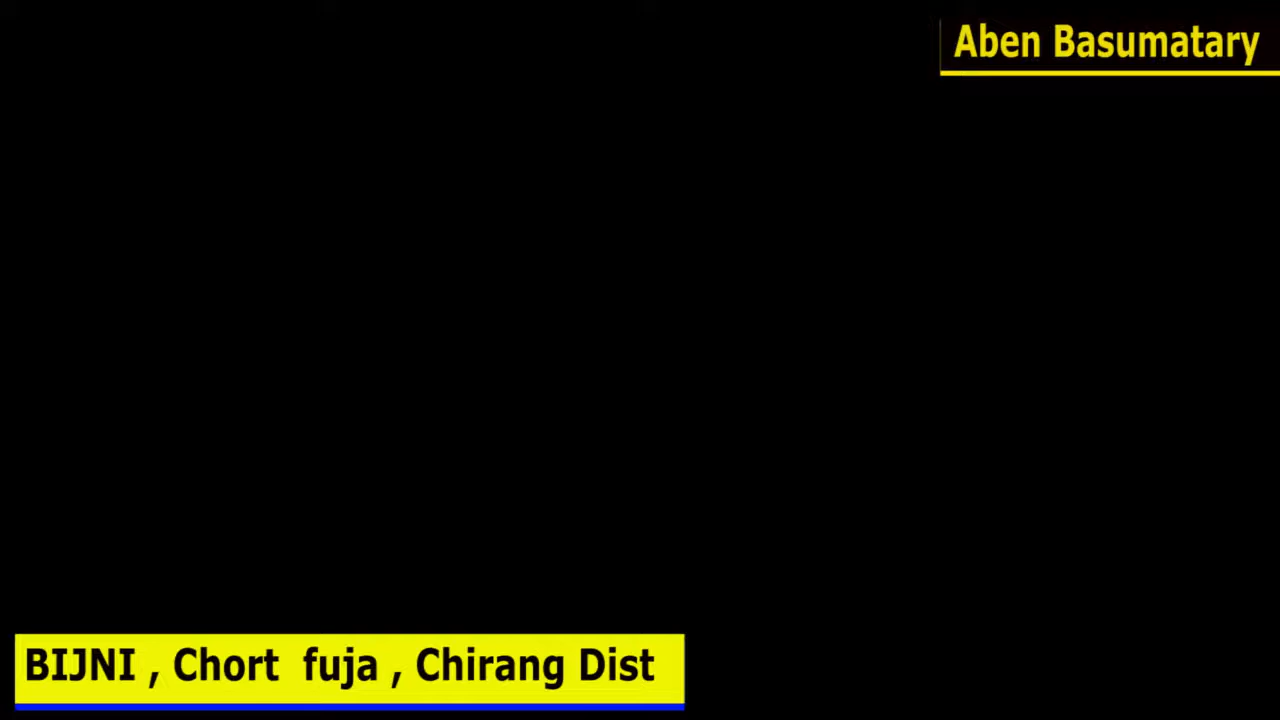 Aben Basumatary
BIJNI , Chort fuja , Chirang Dist